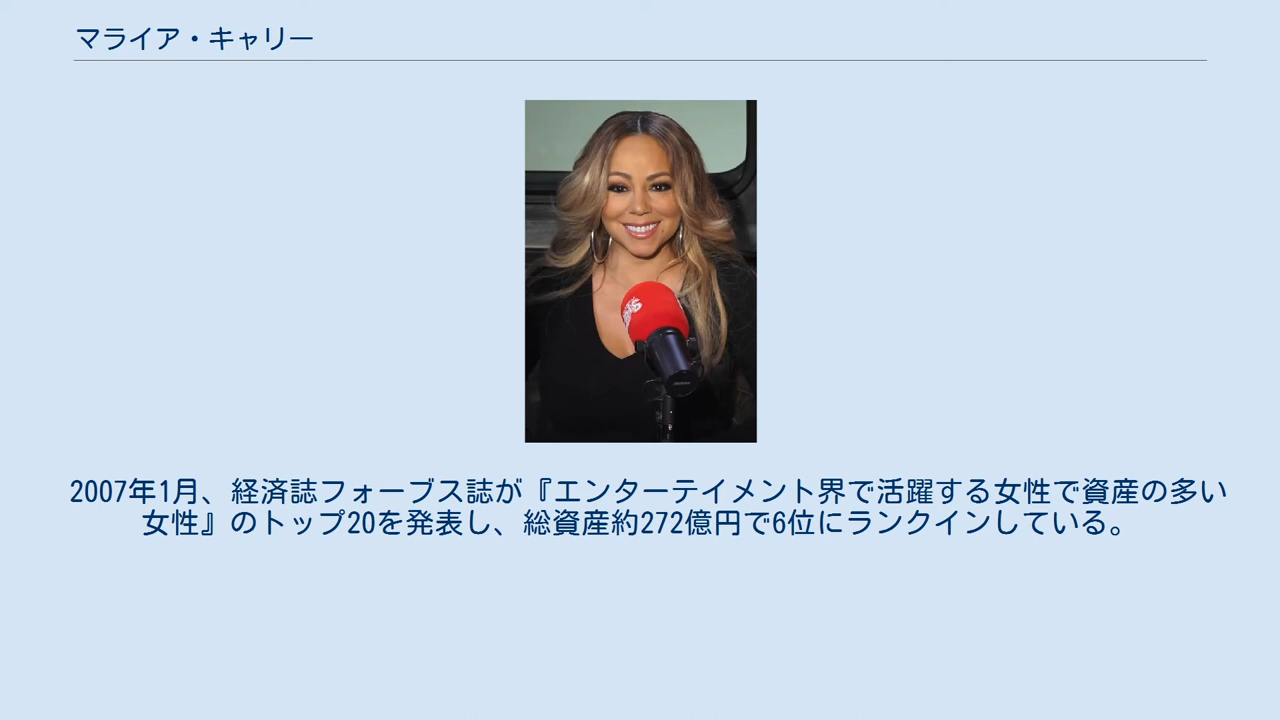 マライア・キャリー
2007年1月、経済誌フォーブス誌が『エンターテイメント界で活躍する女性で資産の多い
女性』のトップ20を発表し、総資産約272億円で6位にランクインしている。